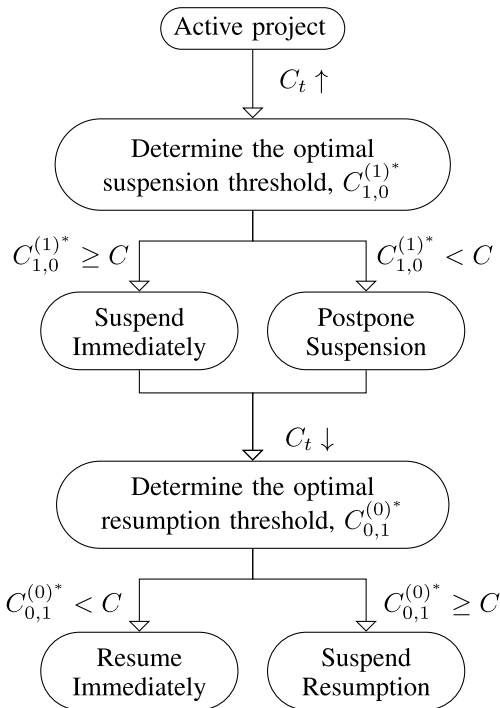 Active project
C_t ↑
Determine the optimal
suspension threshold, C_{1,0}^{(1)*}
C_{1,0}^{(1)*} ≥ C
C_{1,0}^{(1)*} < C
Suspend
Immediately
Postpone
Suspension
C_t ↓
Determine the optimal
resumption threshold, C_{0,1}^{(0)*}
C_{0,1}^{(0)*} < C
C_{0,1}^{(0)*} ≥ C
Resume
Immediately
Suspend
Resumption